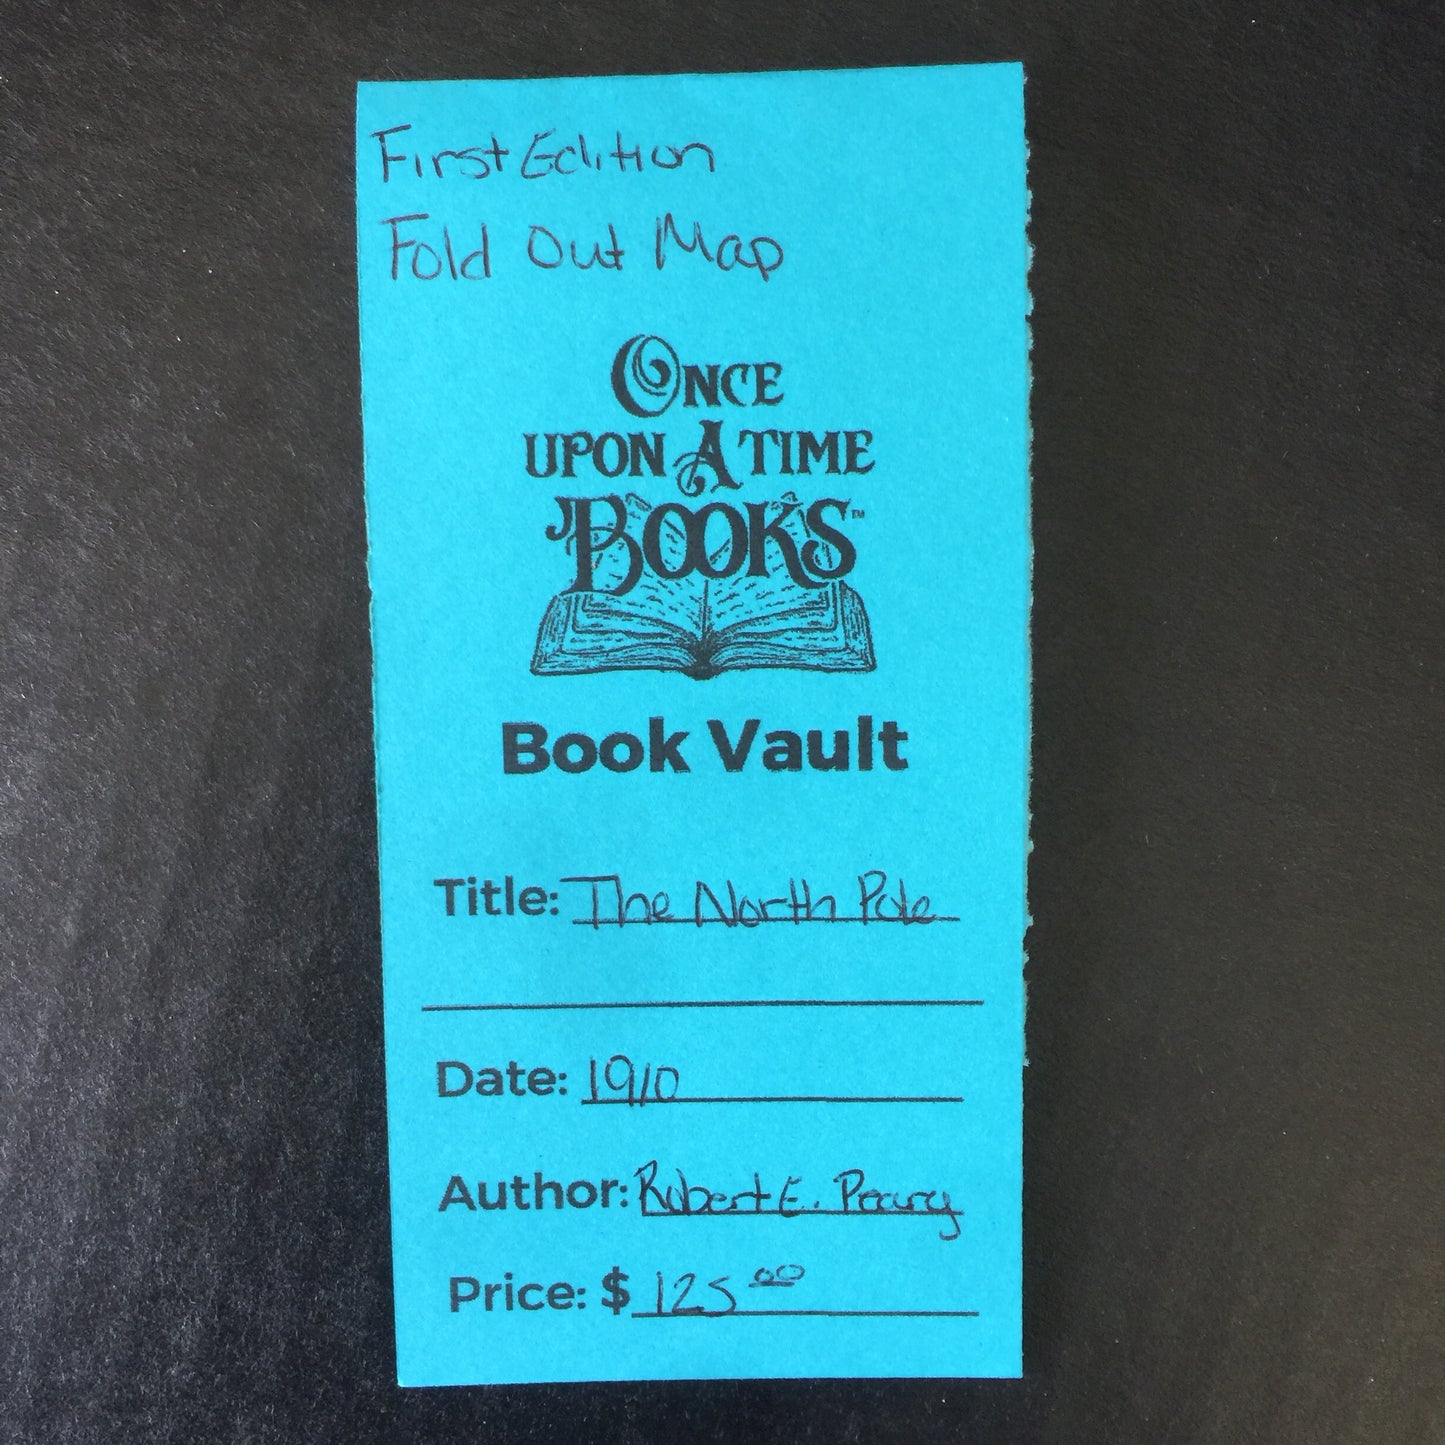 First Edition
Fold Out Map
ONCE
UPON A TIME
BOOKS™
Book Vault
Title: The North Pole
Date: 1910
Author: Robert E. Peary
Price: $ 125.00